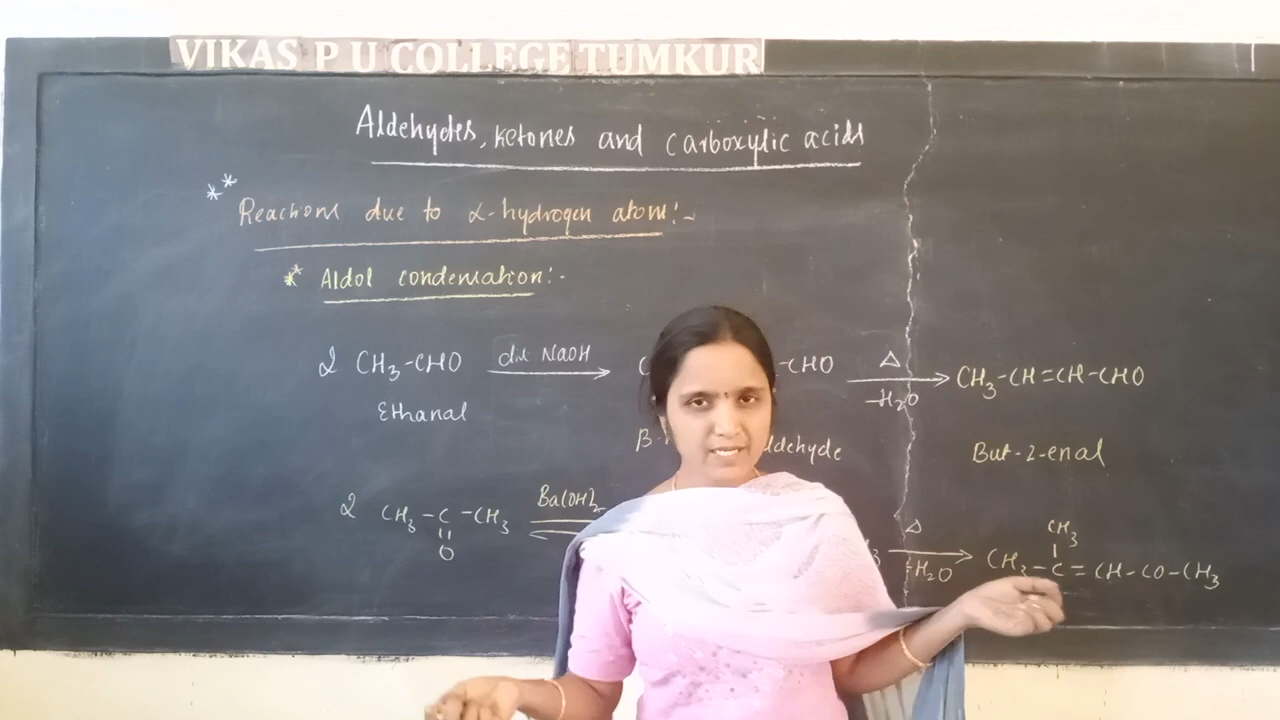 VIKAS P U COLLEGE TUMKUR
Aldehydes, ketones and carboxylic acids
** Reactions due to α-hydrogen atom:-
* Aldol condensation:-
2 CH₃-CHO dil NaOH -CHO Δ -H₂O CH₃-CH=CH-CHO
Ethanal But-2-enal
CH₃
2 CH₃-C-CH₃ Ba(OH)₂ Δ -H₂O CH₃-C=CH-CO-CH₃
O